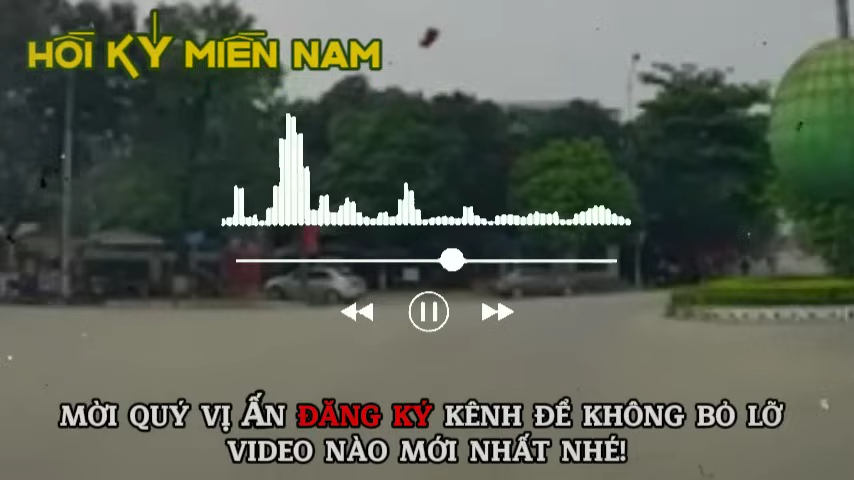 HỒI KÝ MIỀN NAM
MỜI QUÝ VỊ ẤN ĐĂNG KÝ KÊNH ĐỂ KHÔNG BỎ LỠ
VIDEO NÀO MỚI NHẤT NHÉ!